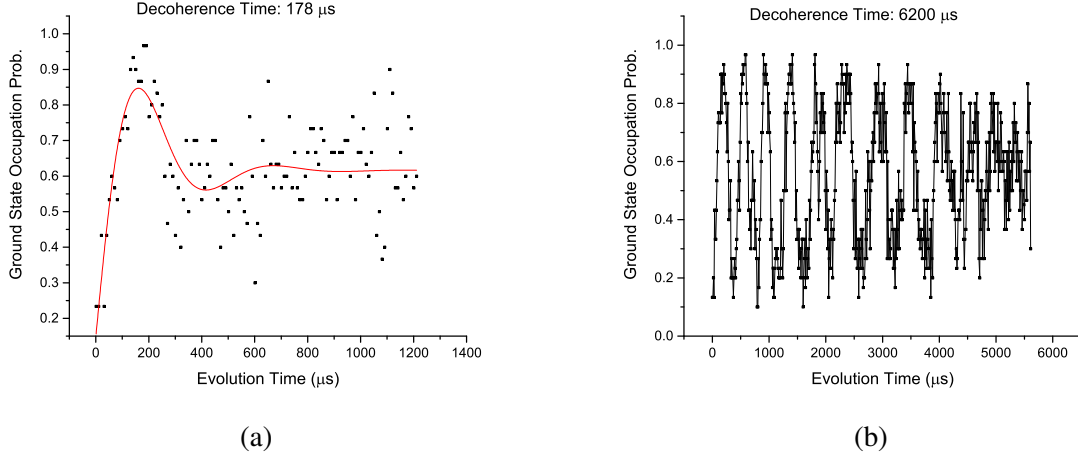 Decoherence Time: 178 μs
Ground State Occupation Prob.
1.0
0.9
0.8
0.7
0.6
0.5
0.4
0.3
0.2
0 200 400 600 800 1000 1200 1400
Evolution Time (μs)
(a)
Decoherence Time: 6200 μs
Ground State Occupation Prob.
1.0
0.8
0.6
0.4
0.2
0.0
0 1000 2000 3000 4000 5000 6000
Evolution Time (μs)
(b)